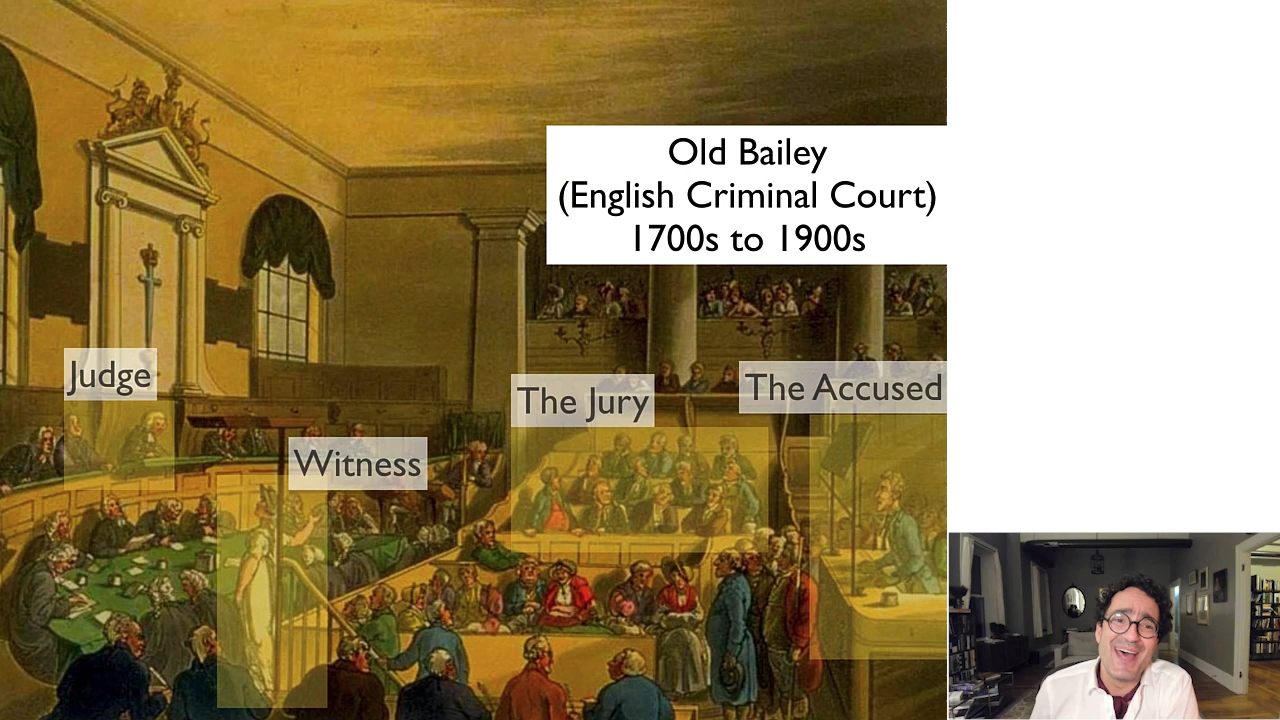 Old Bailey
(English Criminal Court)
1700s to 1900s
Judge
The Jury
The Accused
Witness